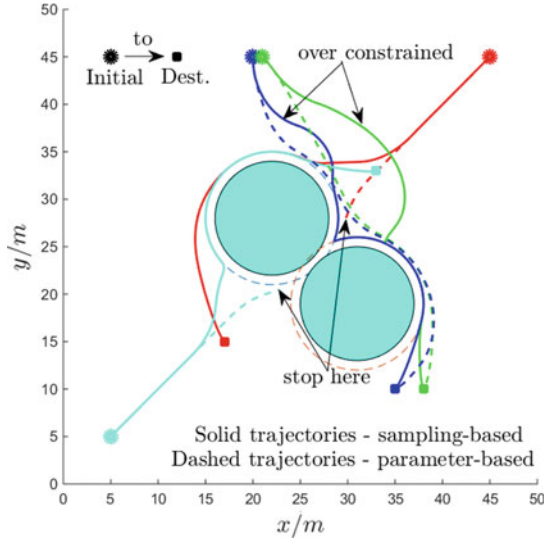 50
45
40
35
30
25
20
15
10
5
0
y/m
to
Initial
Dest.
over constrained
stop here
Solid trajectories - sampling-based
Dashed trajectories - parameter-based
0 5 10 15 20 25 30 35 40 45 50
x/m